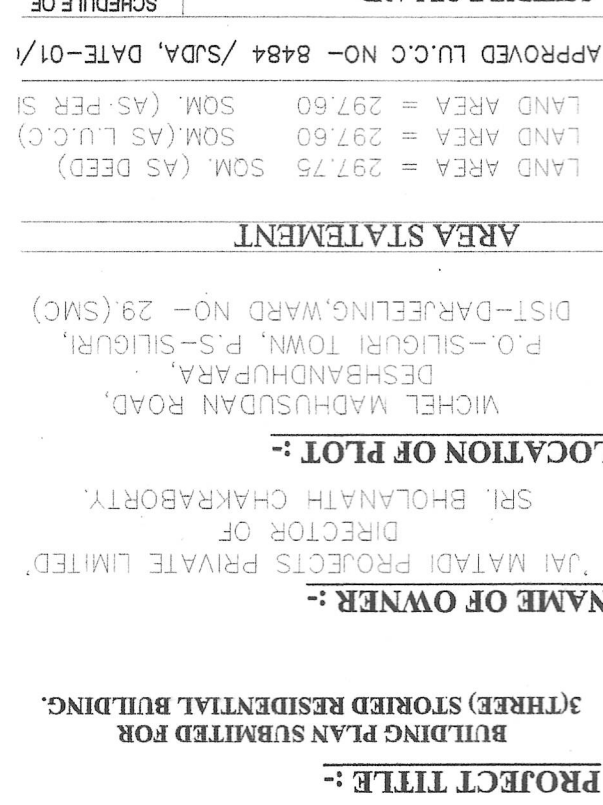 PROJECT TITLE :-
BUILDING PLAN SUBMITED FOR
3(THREE) STORIED RESIDENTIAL BUILDING.
NAME OF OWNER :-
'JAI MATADI PROJECTS PRIVATE LIMITED'
DIRECTOR OF
SRI. BHOLANATH CHAKRABORTY.
LOCATION OF PLOT :-
MICHEL MADHUSUDAN ROAD,
DESHBANDHUPARA,
P.O.-SILIGURI TOWN, P.S-SILIGURI,
DIST-DARJEELING,WARD NO- 29.(SMC)
AREA STATEMENT
LAND AREA = 297.75 SQM. (AS DEED)
LAND AREA = 297.60 SQM.(AS L.U.C.C)
LAND AREA = 297.60 SQM. (AS PER
APPROVED LU.C.C NO- 8484 /SJDA, DATE-01/
SCHEDULE OF